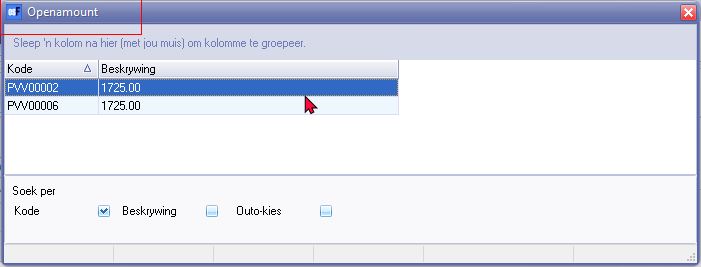 Openamount
Sleep 'n kolom na hier (met jou muis) om kolomme te groepeer.
Kode Beskrywing
PVV00002 1725.00
PVV00006 1725.00
Soek per
Kode Beskrywing Outo-kies